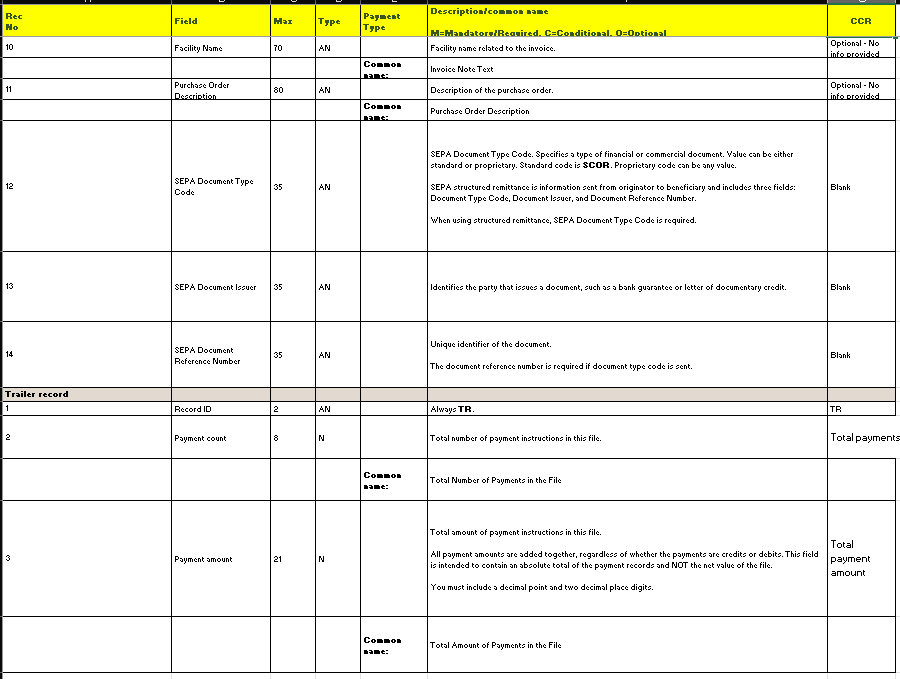 Rec No Field Max Type Payment Type Description/common name CCR
M=Mandatory/Required, C=Conditional, O=Optional
10 Facility Name 70 AN Facility name related to the invoice. Optional - No info provided
Common name: Invoice Note Text
11 Purchase Order Description 80 AN Description of the purchase order. Optional - No info provided
Common name: Purchase Order Description
12 SEPA Document Type Code 35 AN SEPA Document Type Code. Specifies a type of financial or commercial document. Value can be either
standard or proprietary. Standard code is SCOR. Proprietary code can be any value.
SEPA structured remittance is information sent from originator to beneficiary and includes three fields:
Document Type Code, Document Issuer, and Document Reference Number.
When using structured remittance, SEPA Document Type Code is required.
Blank
13 SEPA Document Issuer 35 AN Identifies the party that issues a document, such as a bank guarantee or letter of documentary credit. Blank
14 SEPA Document Reference Number 35 AN Unique identifier of the document.
The document reference number is required if document type code is sent.
Blank
Trailer record
1 Record ID 2 AN Always TR. TR
2 Payment count 8 N Total number of payment instructions in this file. Total payments
Common name: Total Number of Payments in the File
3 Payment amount 21 N Total amount of payment instructions in this file.
All payment amounts are added together, regardless of whether the payments are credits or debits. This field
is intended to contain an absolute total of the payment records and NOT the net value of the file.
You must include a decimal point and two decimal place digits.
Total payment amount
Common name: Total Amount of Payments in the File